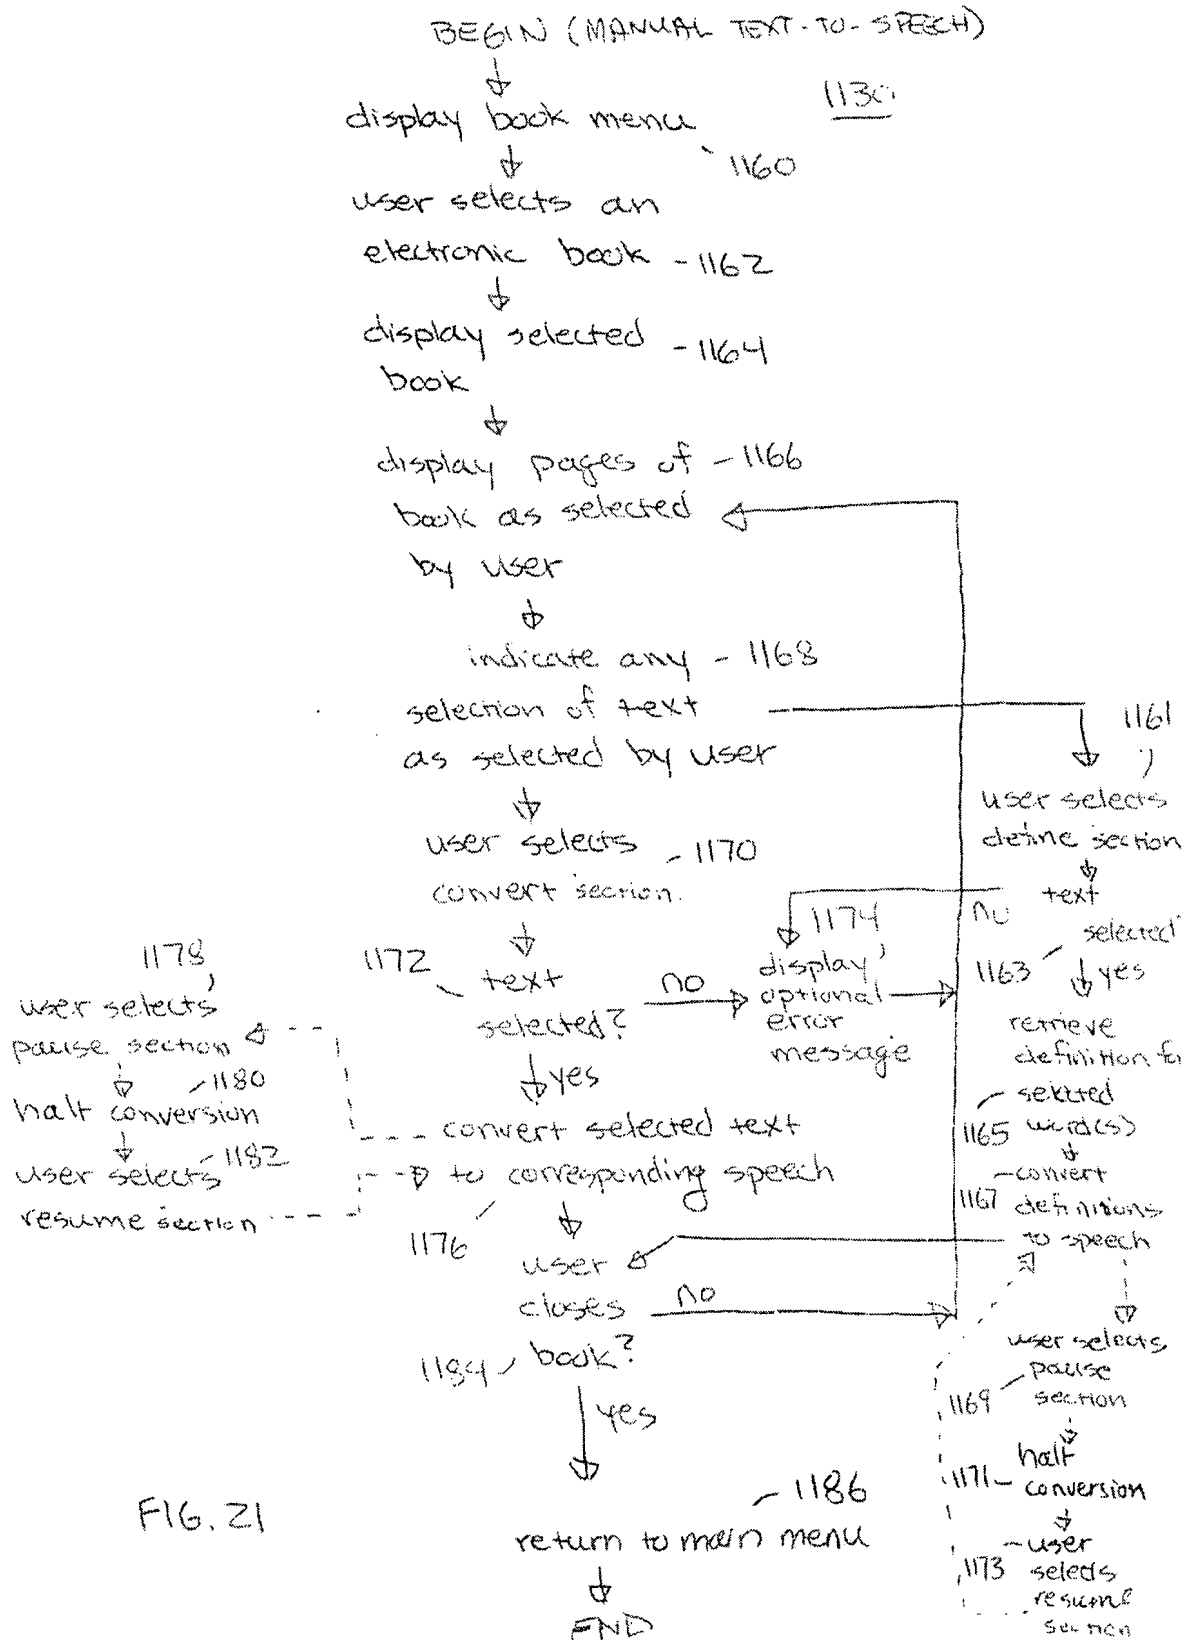 BEGIN (MANUAL TEXT-TO-SPEECH)
1130
display book menu
1160
user selects an
electronic book - 1162
display selected - 1164
book
display pages of - 1166
book as selected
by user
indicate any - 1168
selection of text
as selected by user
user selects - 1170
convert section.
1172
text
selected?
no
yes
1174
display
optional
error
message
1161
user selects
define section
text
selected
no
1163
yes
retrieve
definition
selected
word(s)
1165
convert
1167
definitions
to speech
user selects
pause
section
1169
halt
1171
conversion
user
1173
selects
resume
section
1178
user selects
pause section
1180
halt conversion
user selects
1182
resume section
convert selected text
to corresponding speech
1176
user
closes
book?
1184
no
yes
1186
return to main menu
END
FIG. 21